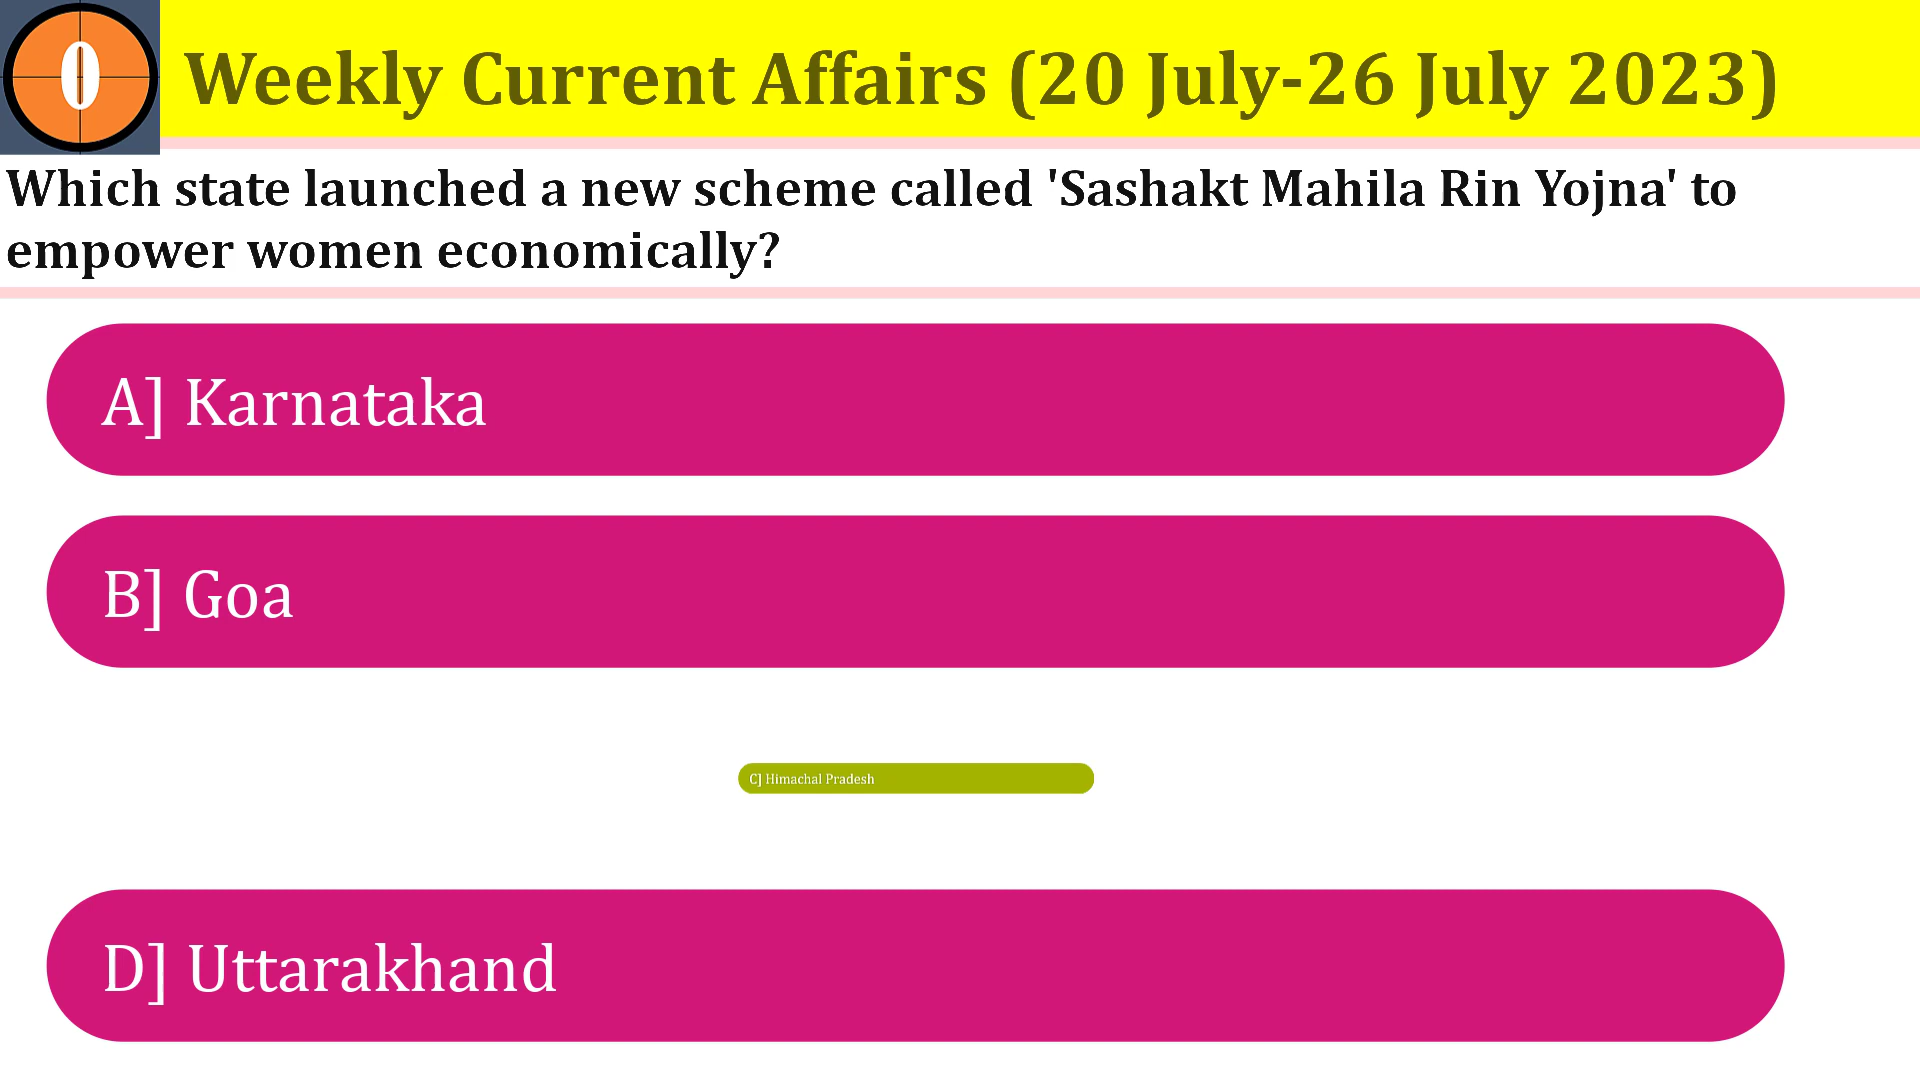 0
Weekly Current Affairs (20 July-26 July 2023)
Which state launched a new scheme called 'Sashakt Mahila Rin Yojna' to
empower women economically?
A] Karnataka
B] Goa
C] Himachal Pradesh
D] Uttarakhand